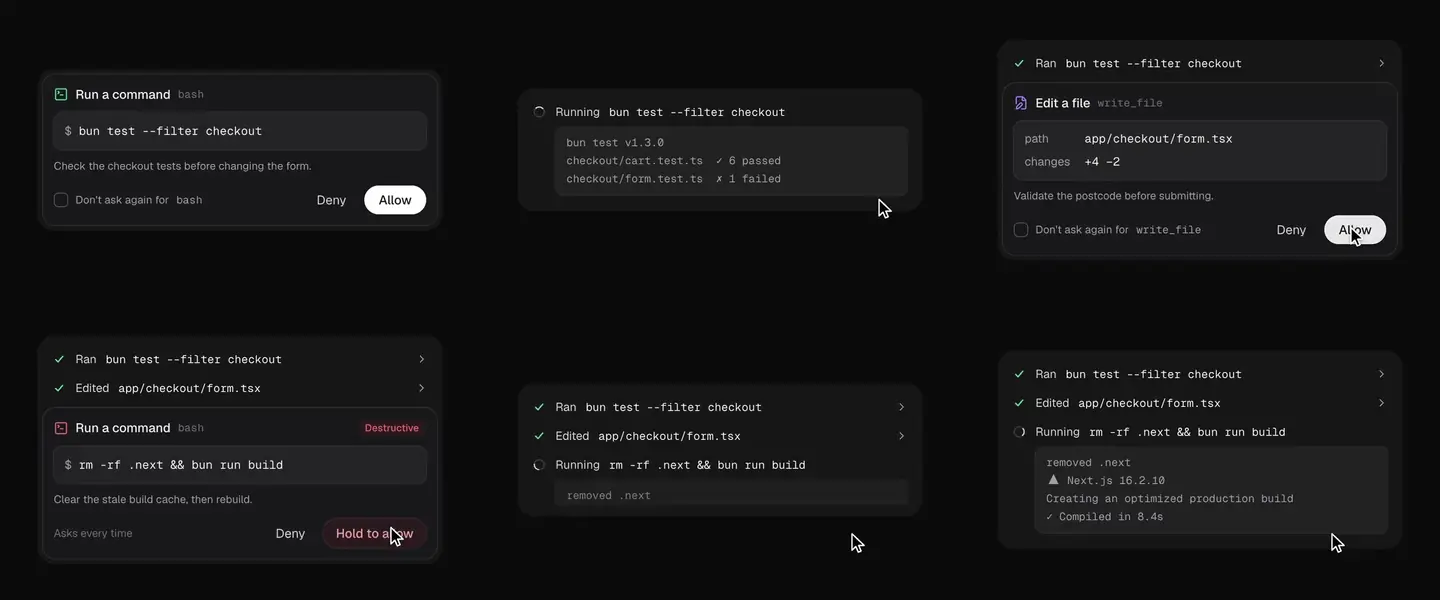 Run a command bash
$ bun test --filter checkout
Check the checkout tests before changing the form.
Don't ask again for bash
Deny
Allow
Running bun test --filter checkout
bun test v1.3.0
checkout/cart.test.ts ✓ 6 passed
checkout/form.test.ts ✗ 1 failed
Ran bun test --filter checkout
Edit a file write_file
path app/checkout/form.tsx
changes +4 −2
Validate the postcode before submitting.
Don't ask again for write_file
Deny
Allow
Ran bun test --filter checkout
Edited app/checkout/form.tsx
Run a command bash
Destructive
$ rm -rf .next && bun run build
Clear the stale build cache, then rebuild.
Asks every time
Deny
Hold to allow
Ran bun test --filter checkout
Edited app/checkout/form.tsx
Running rm -rf .next && bun run build
removed .next
Ran bun test --filter checkout
Edited app/checkout/form.tsx
Running rm -rf .next && bun run build
removed .next
▲ Next.js 16.2.10
Creating an optimized production build
✓ Compiled in 8.4s